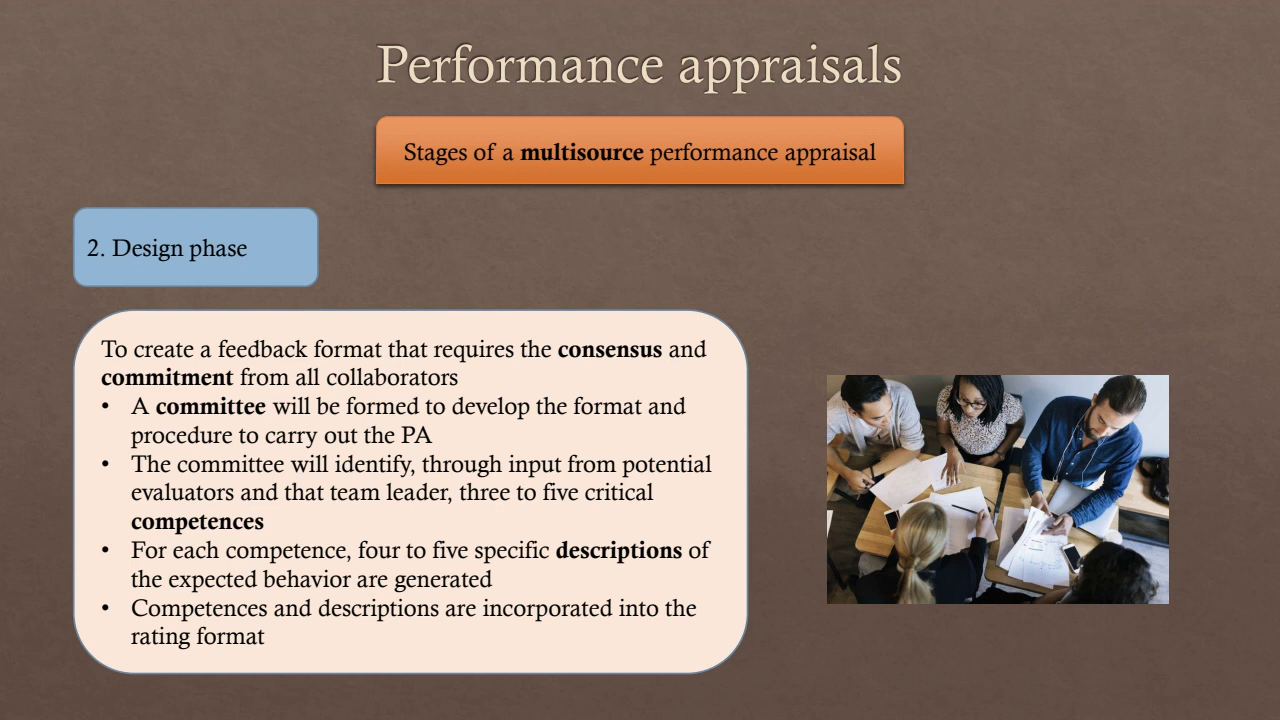 Performance appraisals
Stages of a multisource performance appraisal
2. Design phase
To create a feedback format that requires the consensus and
commitment from all collaborators
• A committee will be formed to develop the format and
procedure to carry out the PA
• The committee will identify, through input from potential
evaluators and that team leader, three to five critical
competences
• For each competence, four to five specific descriptions of
the expected behavior are generated
• Competences and descriptions are incorporated into the
rating format